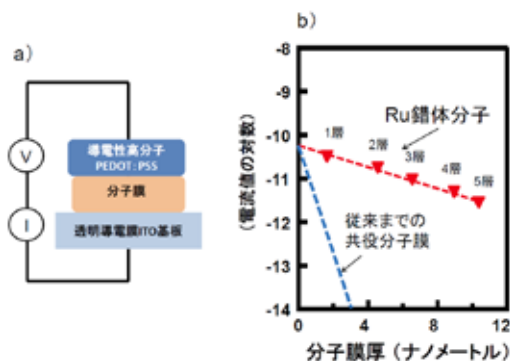 a)
V
I
導電性高分子
PEDOT:PSS
分子膜
透明導電膜ITO基板
b)
(電流値の対数)
-8
-9
-10
-11
-12
-13
-14
Ru錯体分子
1層
2層
3層
4層
5層
従来までの
共役分子膜
0
4
8
12
分子膜厚 (ナノメートル)